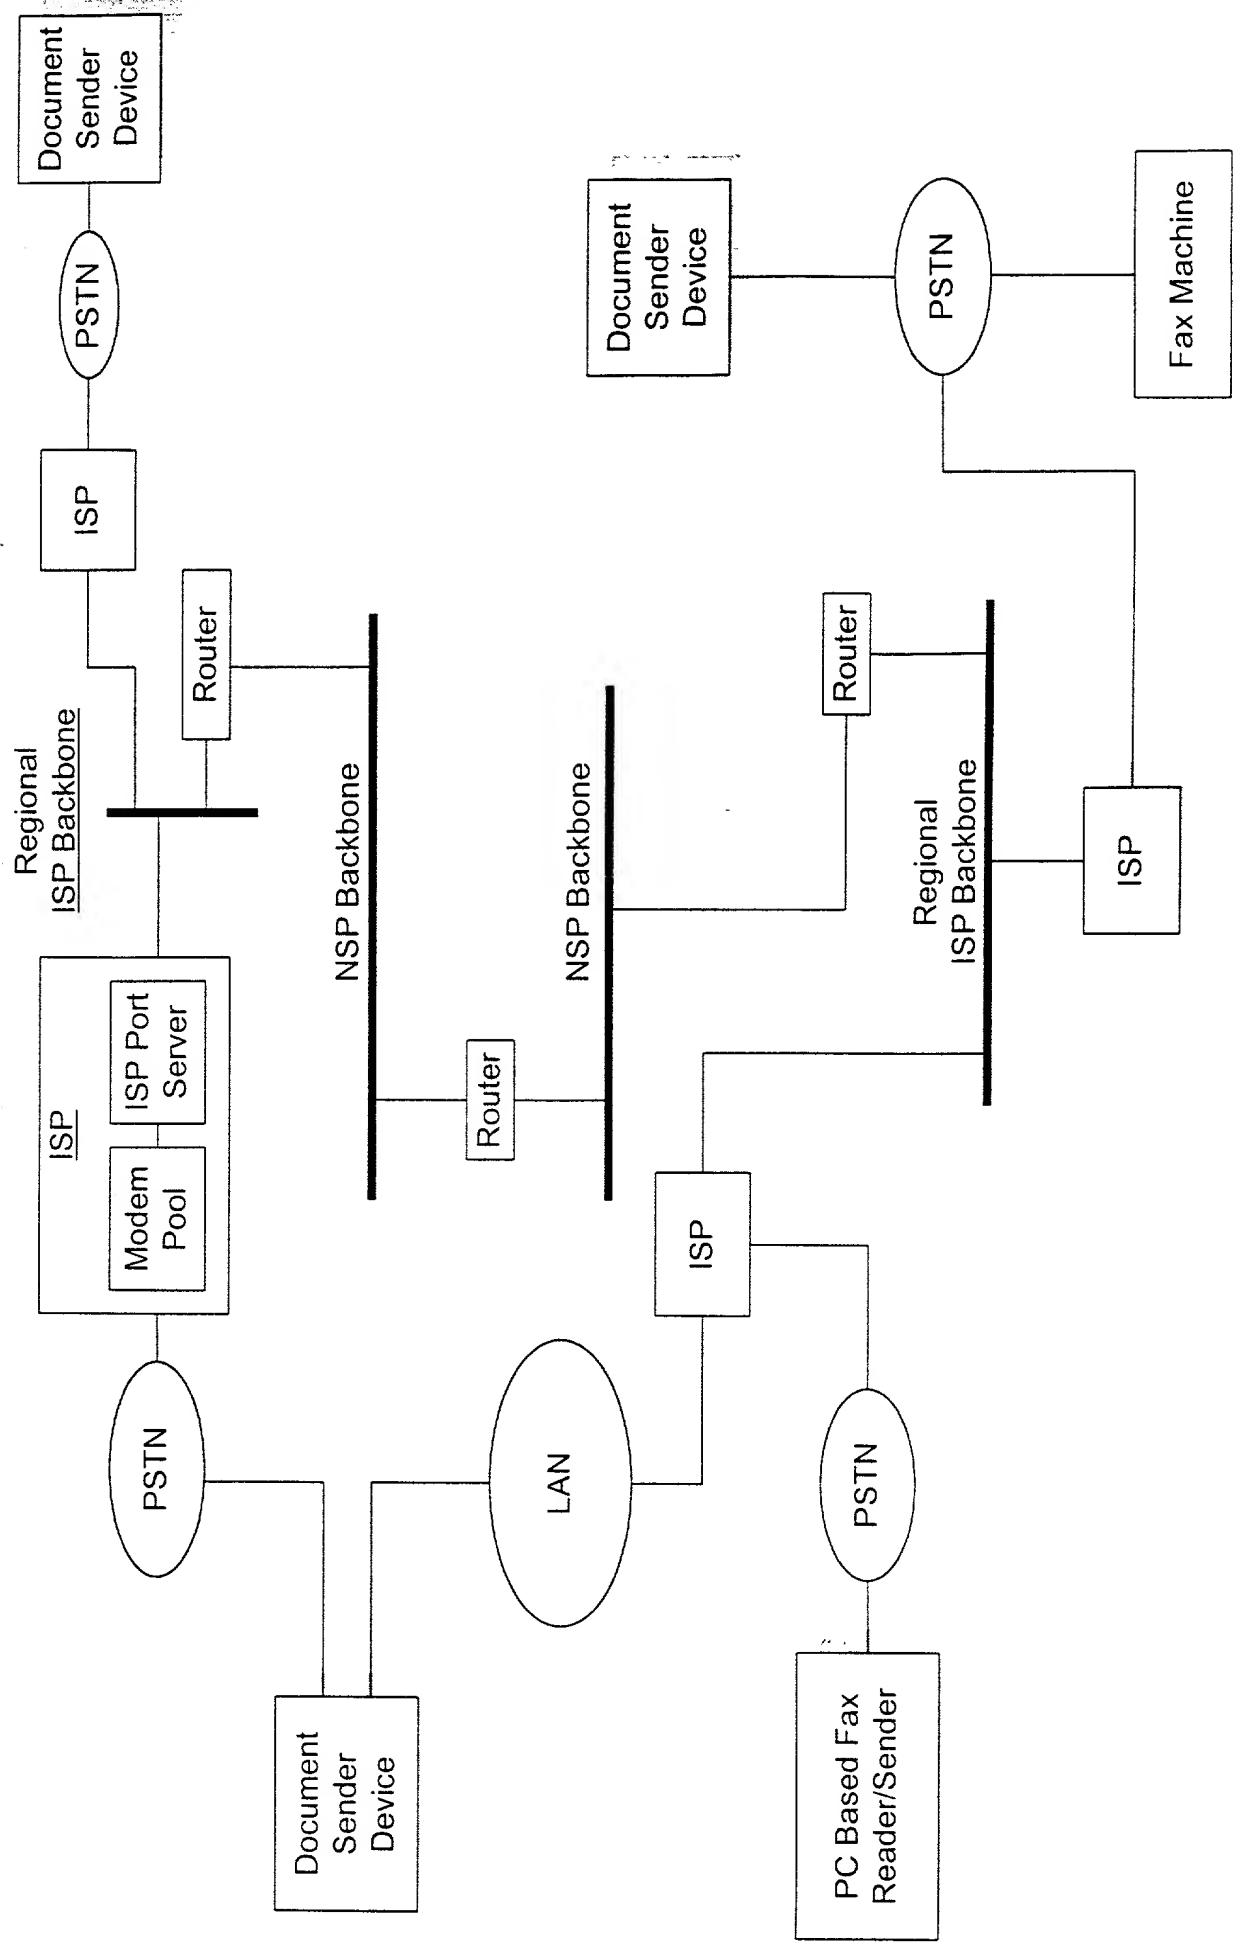 Regional
ISP Backbone
ISP
Modem
Pool
ISP Port
Server
PSTN
ISP
PSTN
Document
Sender
Device
Router
Document
Sender
Device
NSP Backbone
Router
LAN
NSP Backbone
Document
Sender
Device
ISP
Router
PC Based Fax
Reader/Sender
PSTN
Regional
ISP Backbone
PSTN
ISP
Fax Machine